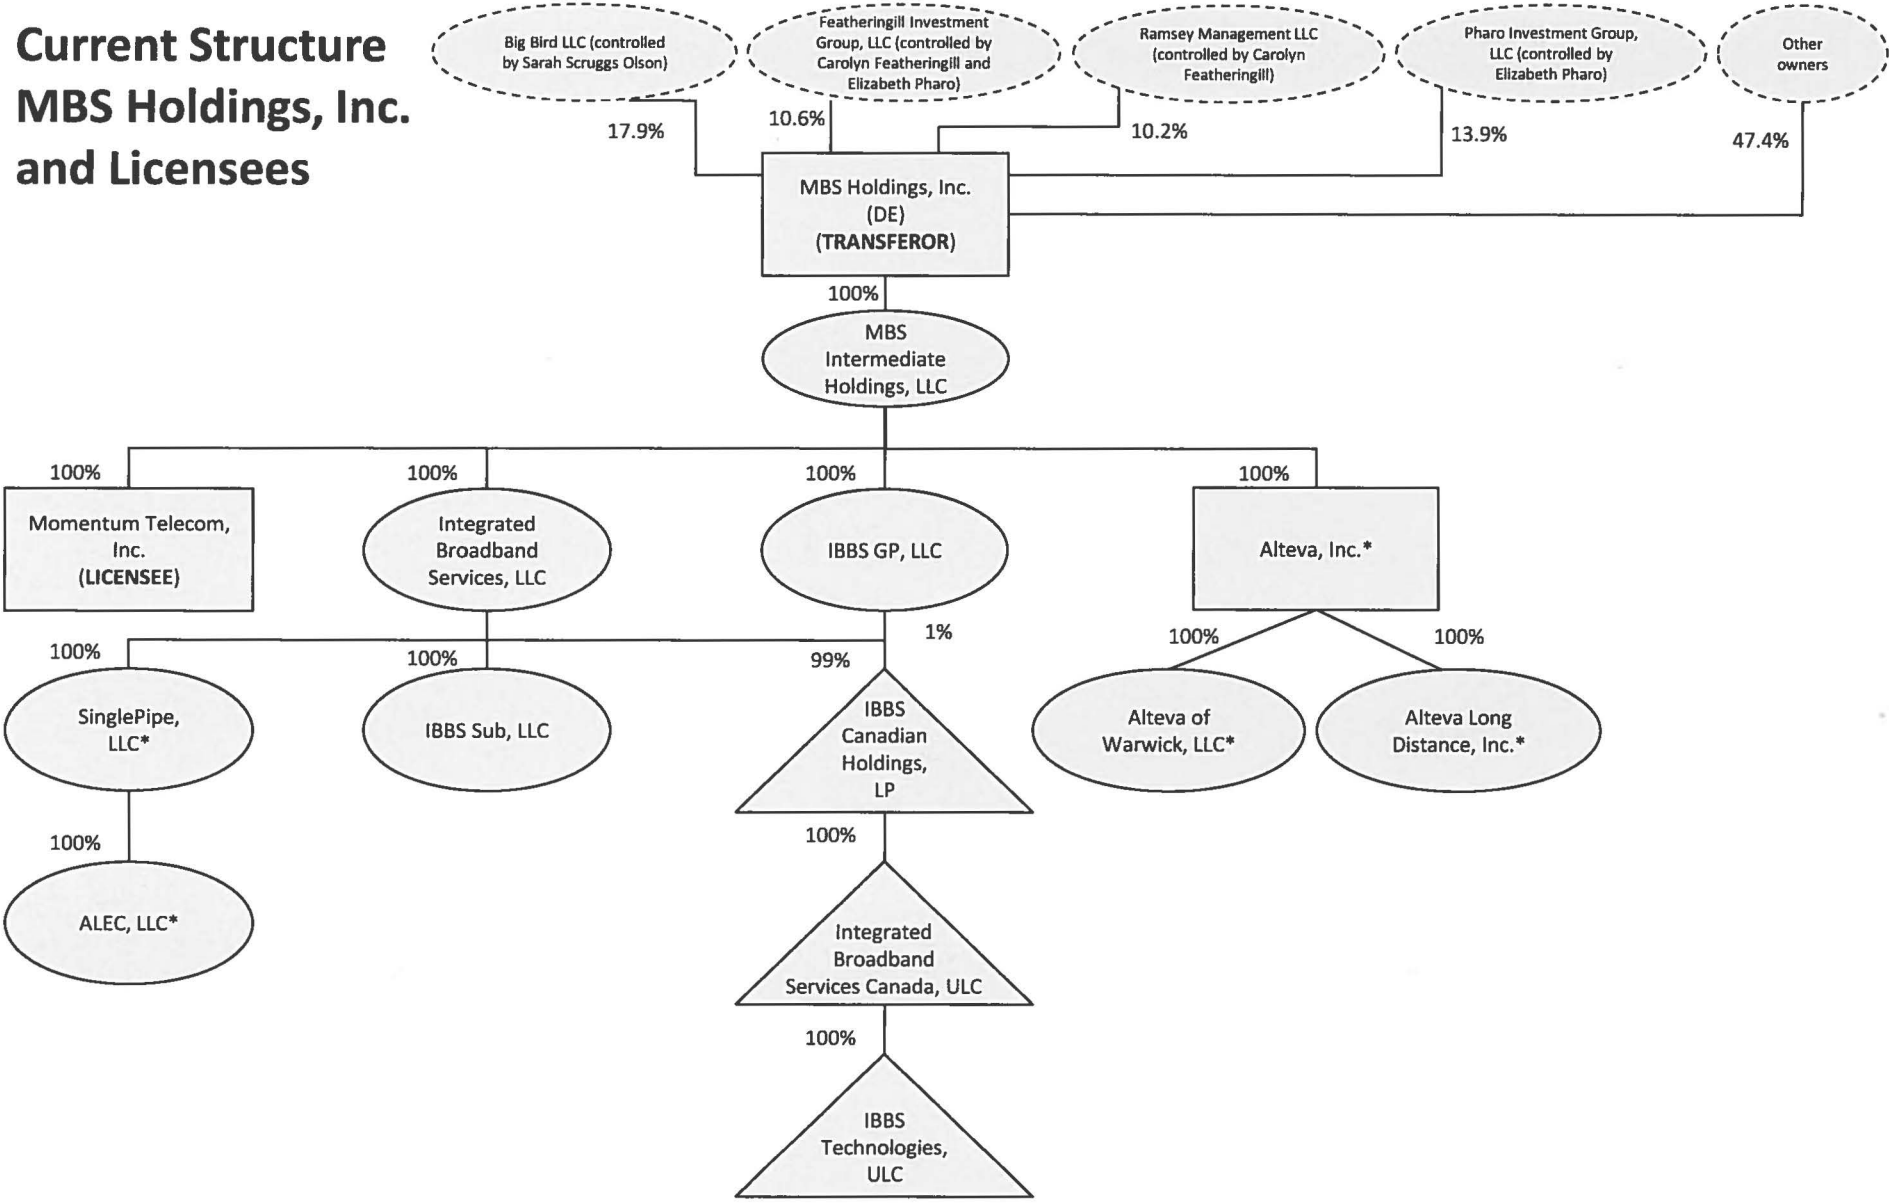 Current Structure
MBS Holdings, Inc.
and Licensees
Big Bird LLC (controlled
by Sarah Scruggs Olson)
Featheringill Investment
Group, LLC (controlled by
Carolyn Featheringill and
Elizabeth Pharo)
Ramsey Management LLC
(controlled by Carolyn
Featheringill)
Pharo Investment Group,
LLC (controlled by
Elizabeth Pharo)
Other
owners
17.9%
10.6%
10.2%
13.9%
47.4%
MBS Holdings, Inc.
(DE)
(TRANSFEROR)
100%
MBS
Intermediate
Holdings, LLC
100%
100%
100%
100%
Momentum Telecom,
Inc.
(LICENSEE)
Integrated
Broadband
Services, LLC
IBBS GP, LLC
Alteva, Inc.*
100%
100%
99%
1%
100%
100%
SinglePipe,
LLC*
IBBS Sub, LLC
IBBS
Canadian
Holdings,
LP
Alteva of
Warwick, LLC*
Alteva Long
Distance, Inc.*
100%
100%
ALEC, LLC*
Integrated
Broadband
Services Canada, ULC
100%
IBBS
Technologies,
ULC